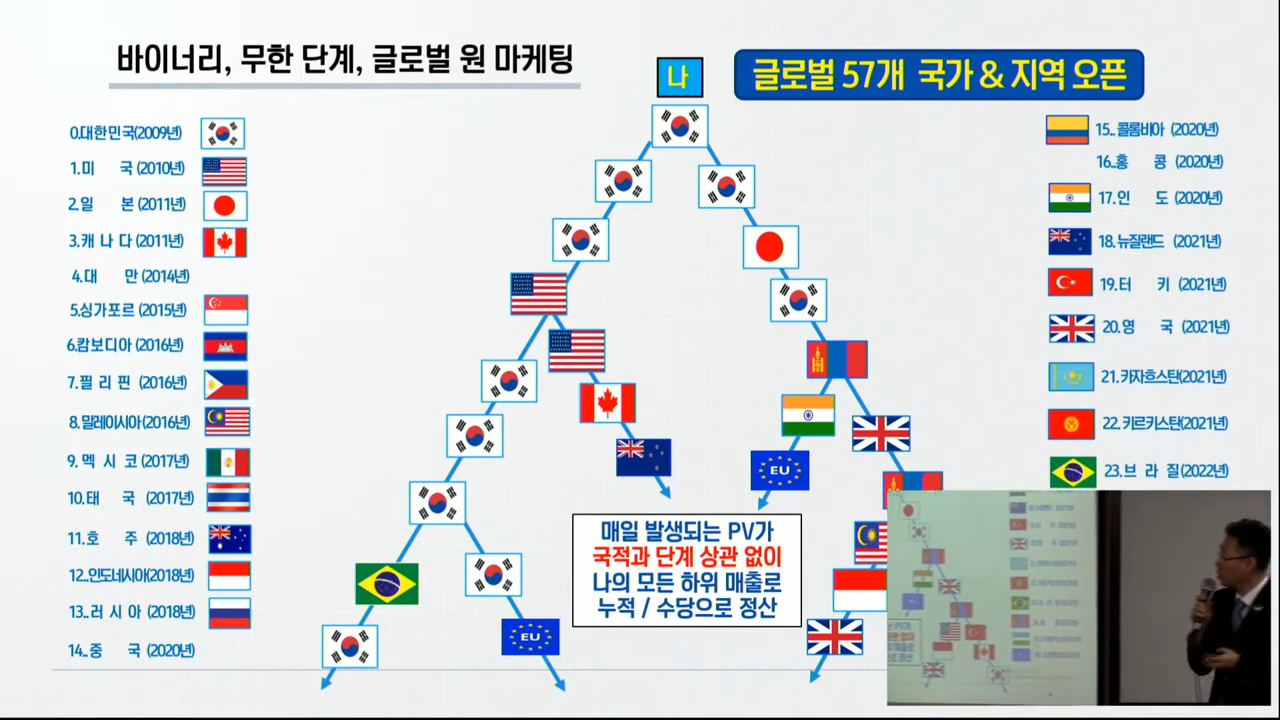 바이너리, 무한 단계, 글로벌 원 마케팅
나
글로벌 57개 국가 & 지역 오픈
0.대한민국(2009년)
1.미 국 (2010년)
2.일 본 (2011년)
3.캐 나 다 (2011년)
4.대 만 (2014년)
5.싱가포르 (2015년)
6.캄보디아 (2016년)
7.필 리 핀 (2016년)
8.말레이시아(2016년)
9. 멕 시 코 (2017년)
10.태 국 (2017년)
11.호 주 (2018년)
12..인도네시아(2018년)
13.러 시 아 (2018년)
14..중 국 (2020년)
15.. 콜롬비아 (2020년)
16..홍 콩 (2020년)
17.인 도 (2020년)
18.뉴질랜드 (2021년)
19.터 키 (2021년)
20.영 국 (2021년)
21.카자흐스탄(2021년)
22. 키르키스탄(2021년)
23.브 라 질(2022년)
EU
EU
매일 발생되는 PV가
국적과 단계 상관 없이
나의 모든 하위 매출로
누적 / 수당으로 정산